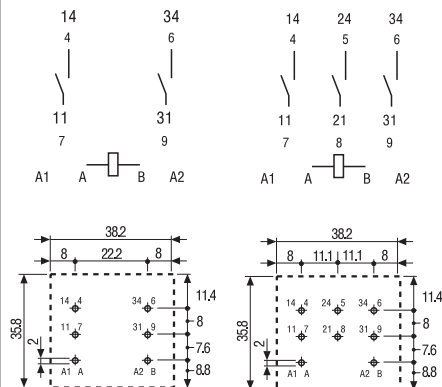 14 34
4 6
11 31
7 9
A1 A B A2
14 24 34
4 5 6
11 21 31
7 8 9
A1 A B A2
38.2
8 22.2 8
14 4 34 6
11 7 31 9
A1 A A2 B
35.8
2
11.4
8
7.6
8.8
38.2
8 11.1 11.1 8
14 4 24 5 34 6
11 7 21 8 31 9
A1 A A2 B
35.8
2
11.4
8
7.6
8.8